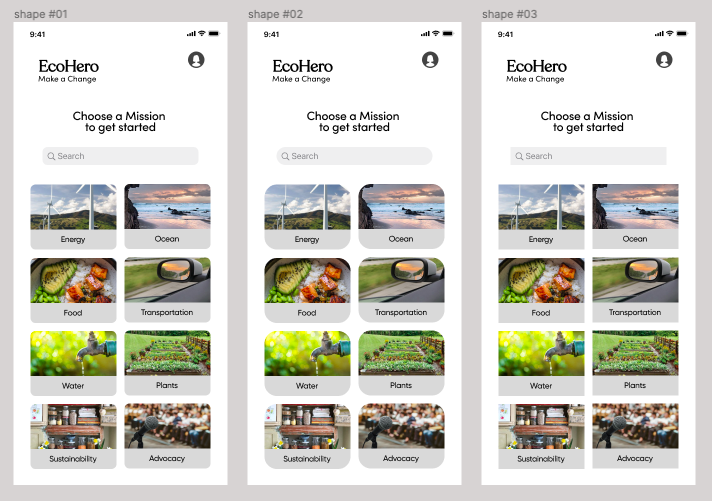 shape #01
9:41
EcoHero
Make a Change
Choose a Mission
to get started
Search
Energy
Ocean
Food
Transportation
Water
Plants
Sustainability
Advocacy
shape #02
9:41
EcoHero
Make a Change
Choose a Mission
to get started
Search
Energy
Ocean
Food
Transportation
Water
Plants
Sustainability
Advocacy
shape #03
9:41
EcoHero
Make a Change
Choose a Mission
to get started
Search
Energy
Ocean
Food
Transportation
Water
Plants
Sustainability
Advocacy